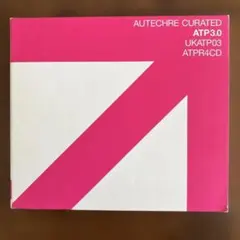 AUTECHRE CURATED
ATP3.0
UKATP03
ATPR4CD